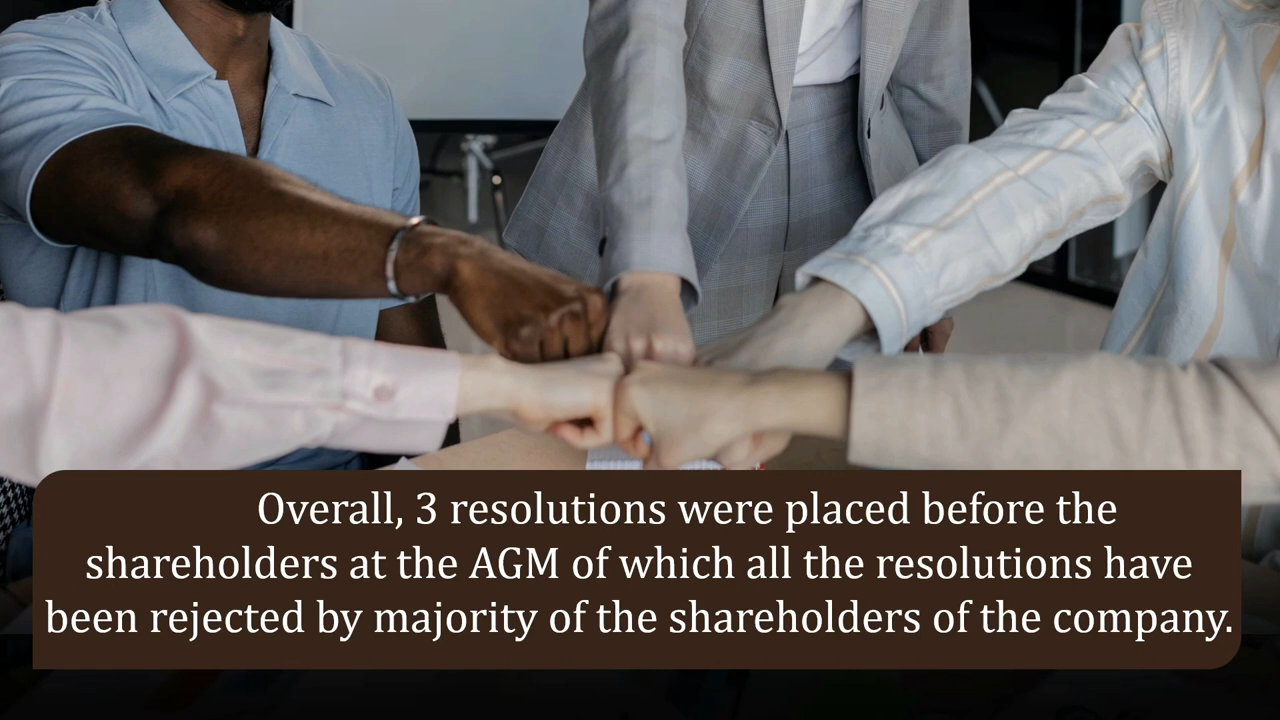 Overall, 3 resolutions were placed before the
shareholders at the AGM of which all the resolutions have
been rejected by majority of the shareholders of the company.